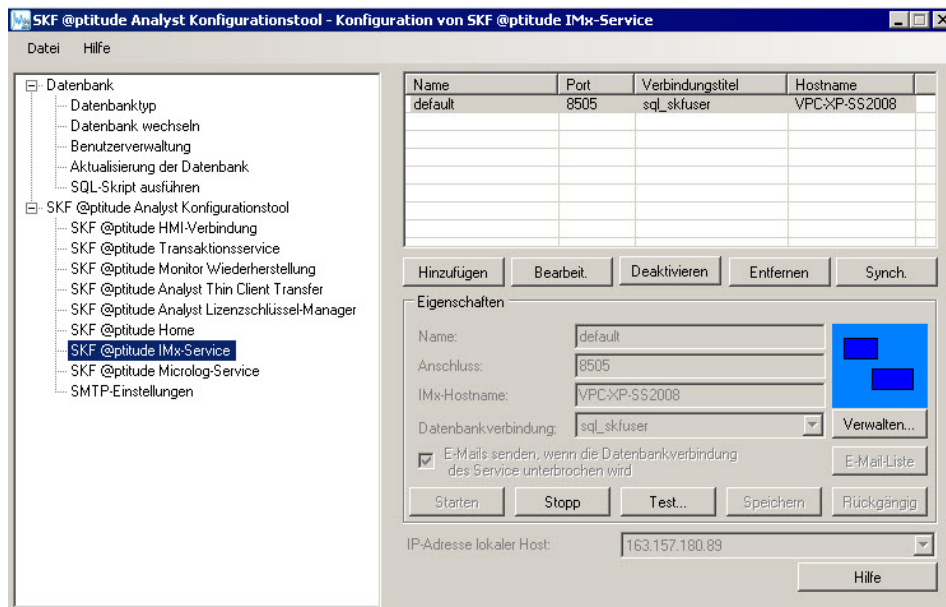 SKF @ptitude Analyst Konfigurationstool - Konfiguration von SKF @ptitude IMx-Service
Datei Hilfe
Datenbank
Datenbanktyp
Datenbank wechseln
Benutzerverwaltung
Aktualisierung der Datenbank
SQL-Skript ausführen
SKF @ptitude Analyst Konfigurationstool
SKF @ptitude HMI-Verbindung
SKF @ptitude Transaktionsservice
SKF @ptitude Monitor Wiederherstellung
SKF @ptitude Analyst Thin Client Transfer
SKF @ptitude Analyst Lizenzschlüssel-Manager
SKF @ptitude Home
SKF @ptitude IMx-Service
SKF @ptitude Microlog-Service
SMTP-Einstellungen
Name Port Verbindungstitel Hostname
default 8505 sql_skfuser VPC-XP-SS2008
Hinzufügen Bearbeit. Deaktivieren Entfernen Synch.
Eigenschaften
Name: default
Anschluss: 8505
IMx-Hostname: VPC-XP-SS2008
Datenbankverbindung: sql_skfuser Verwalten...
E-Mails senden, wenn die Datenbankverbindung
des Service unterbrochen wird
E-Mail-Liste
Starten Stopp Test... Speichern Rückgängig
IP-Adresse lokaler Host: 163.157.180.89
Hilfe